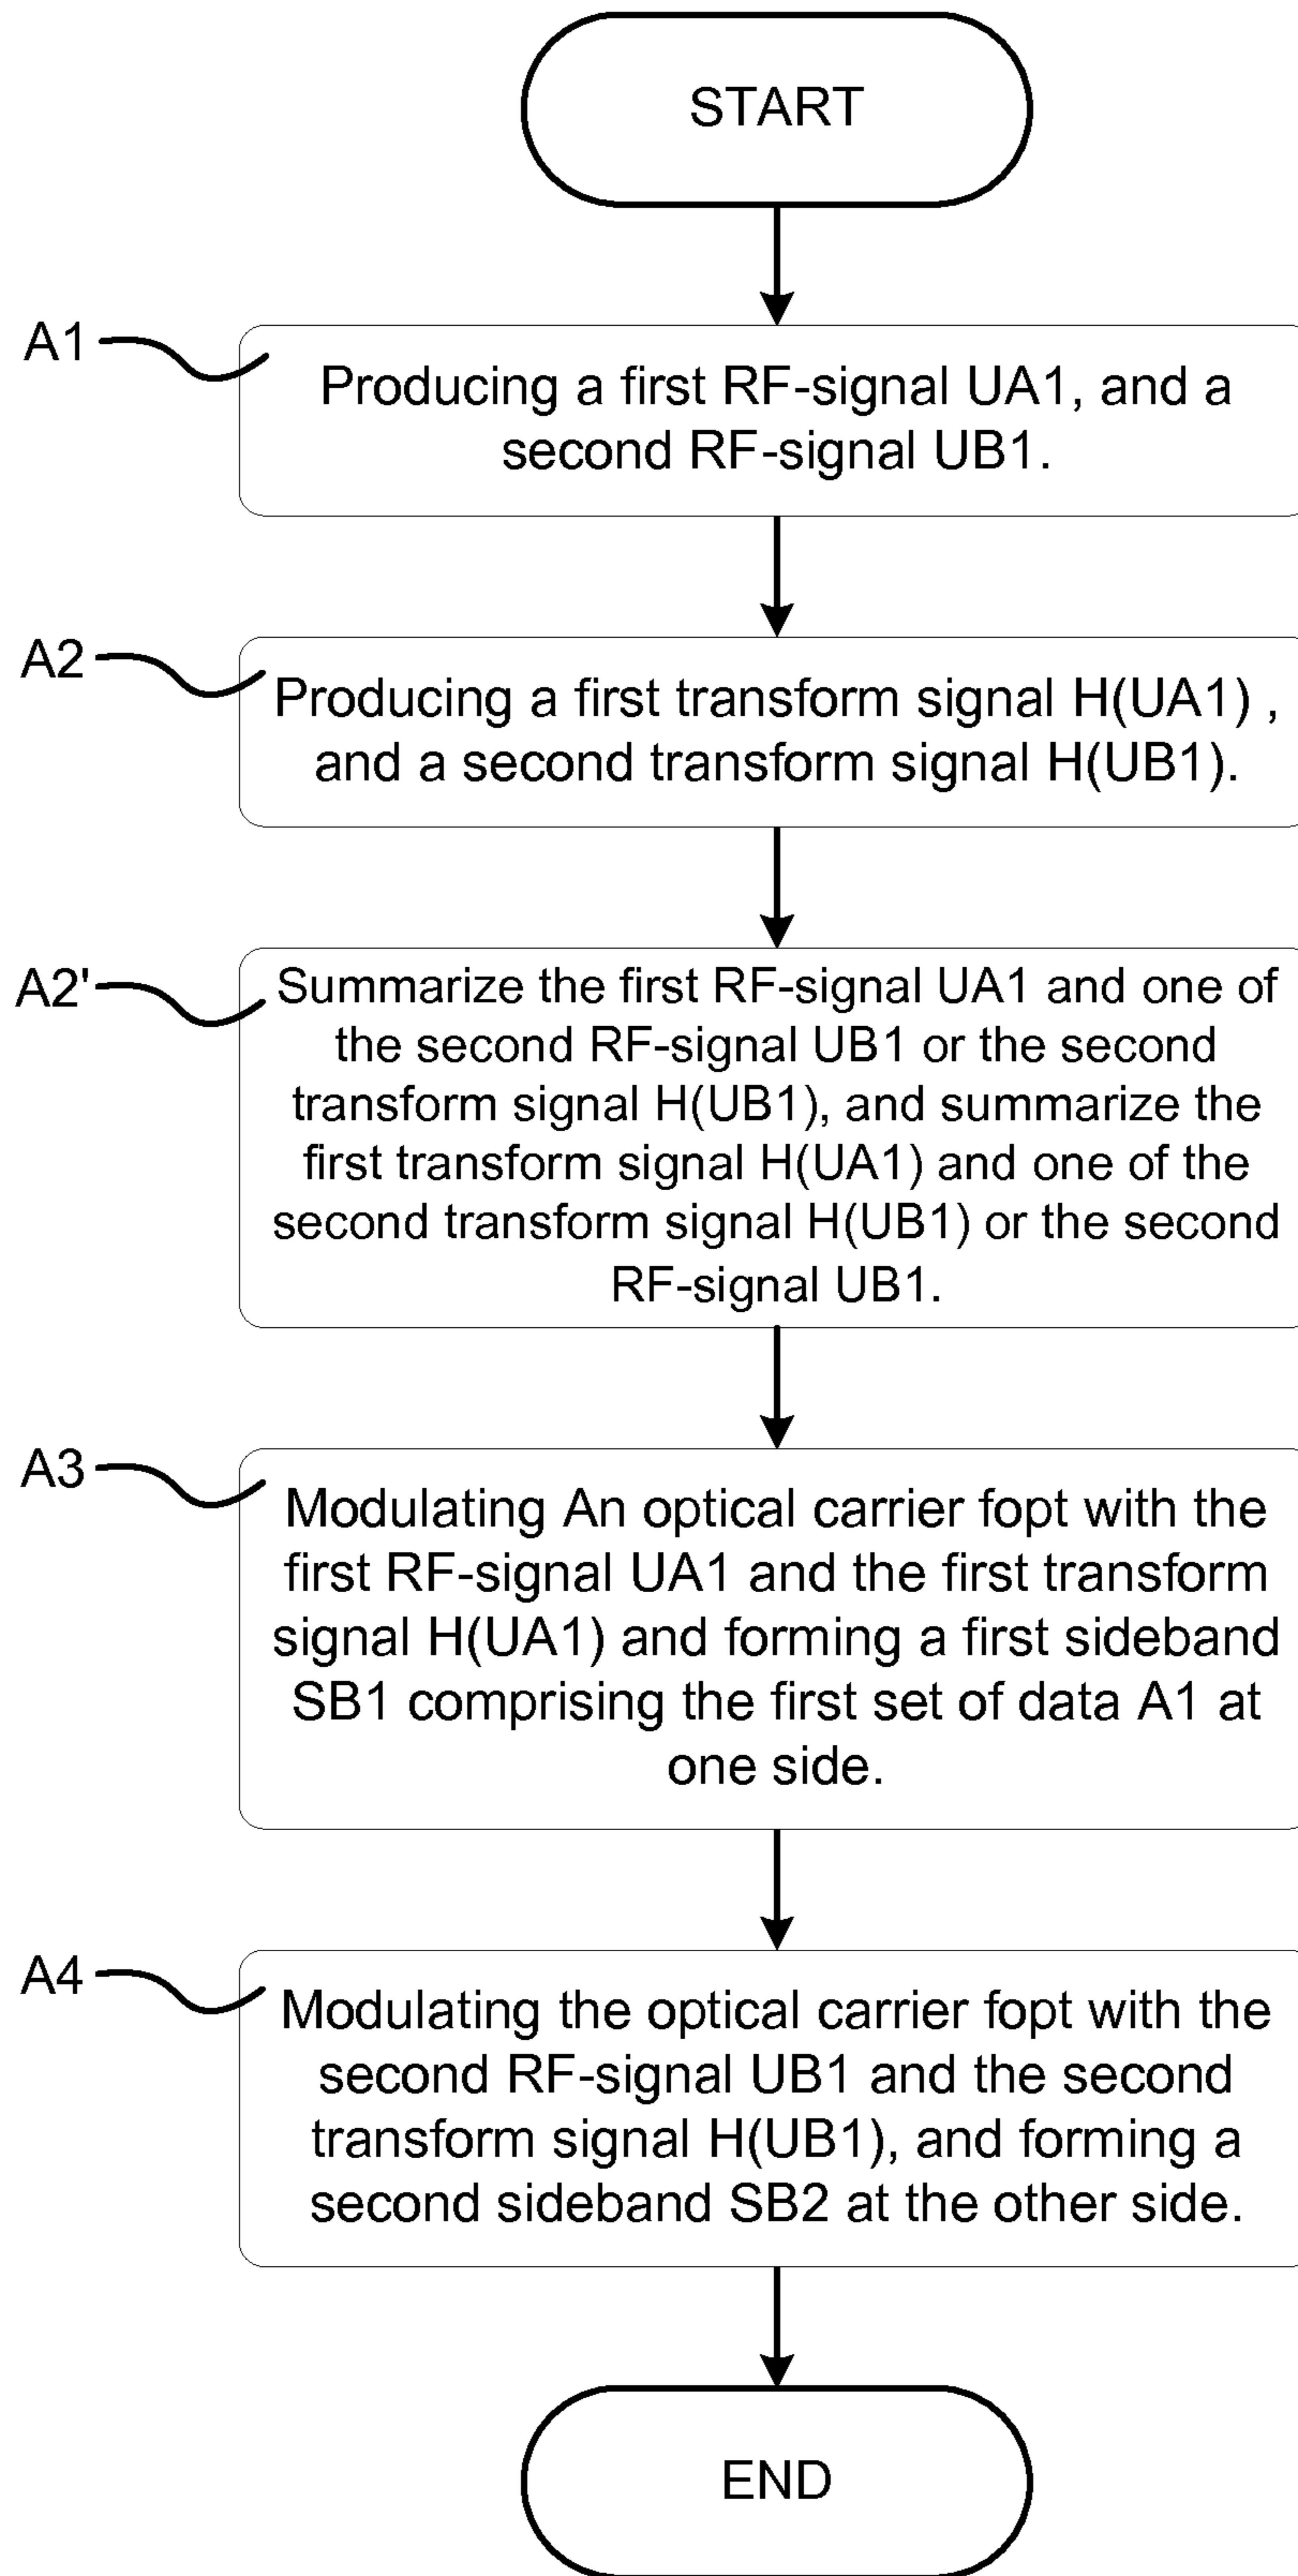 START
A1
Producing a first RF-signal UA1, and a
second RF-signal UB1.
A2
Producing a first transform signal H(UA1) ,
and a second transform signal H(UB1).
A2'
Summarize the first RF-signal UA1 and one of
the second RF-signal UB1 or the second
transform signal H(UB1), and summarize the
first transform signal H(UA1) and one of the
second transform signal H(UB1) or the second
RF-signal UB1.
A3
Modulating An optical carrier fopt with the
first RF-signal UA1 and the first transform
signal H(UA1) and forming a first sideband
SB1 comprising the first set of data A1 at
one side.
A4
Modulating the optical carrier fopt with the
second RF-signal UB1 and the second
transform signal H(UB1), and forming a
second sideband SB2 at the other side.
END